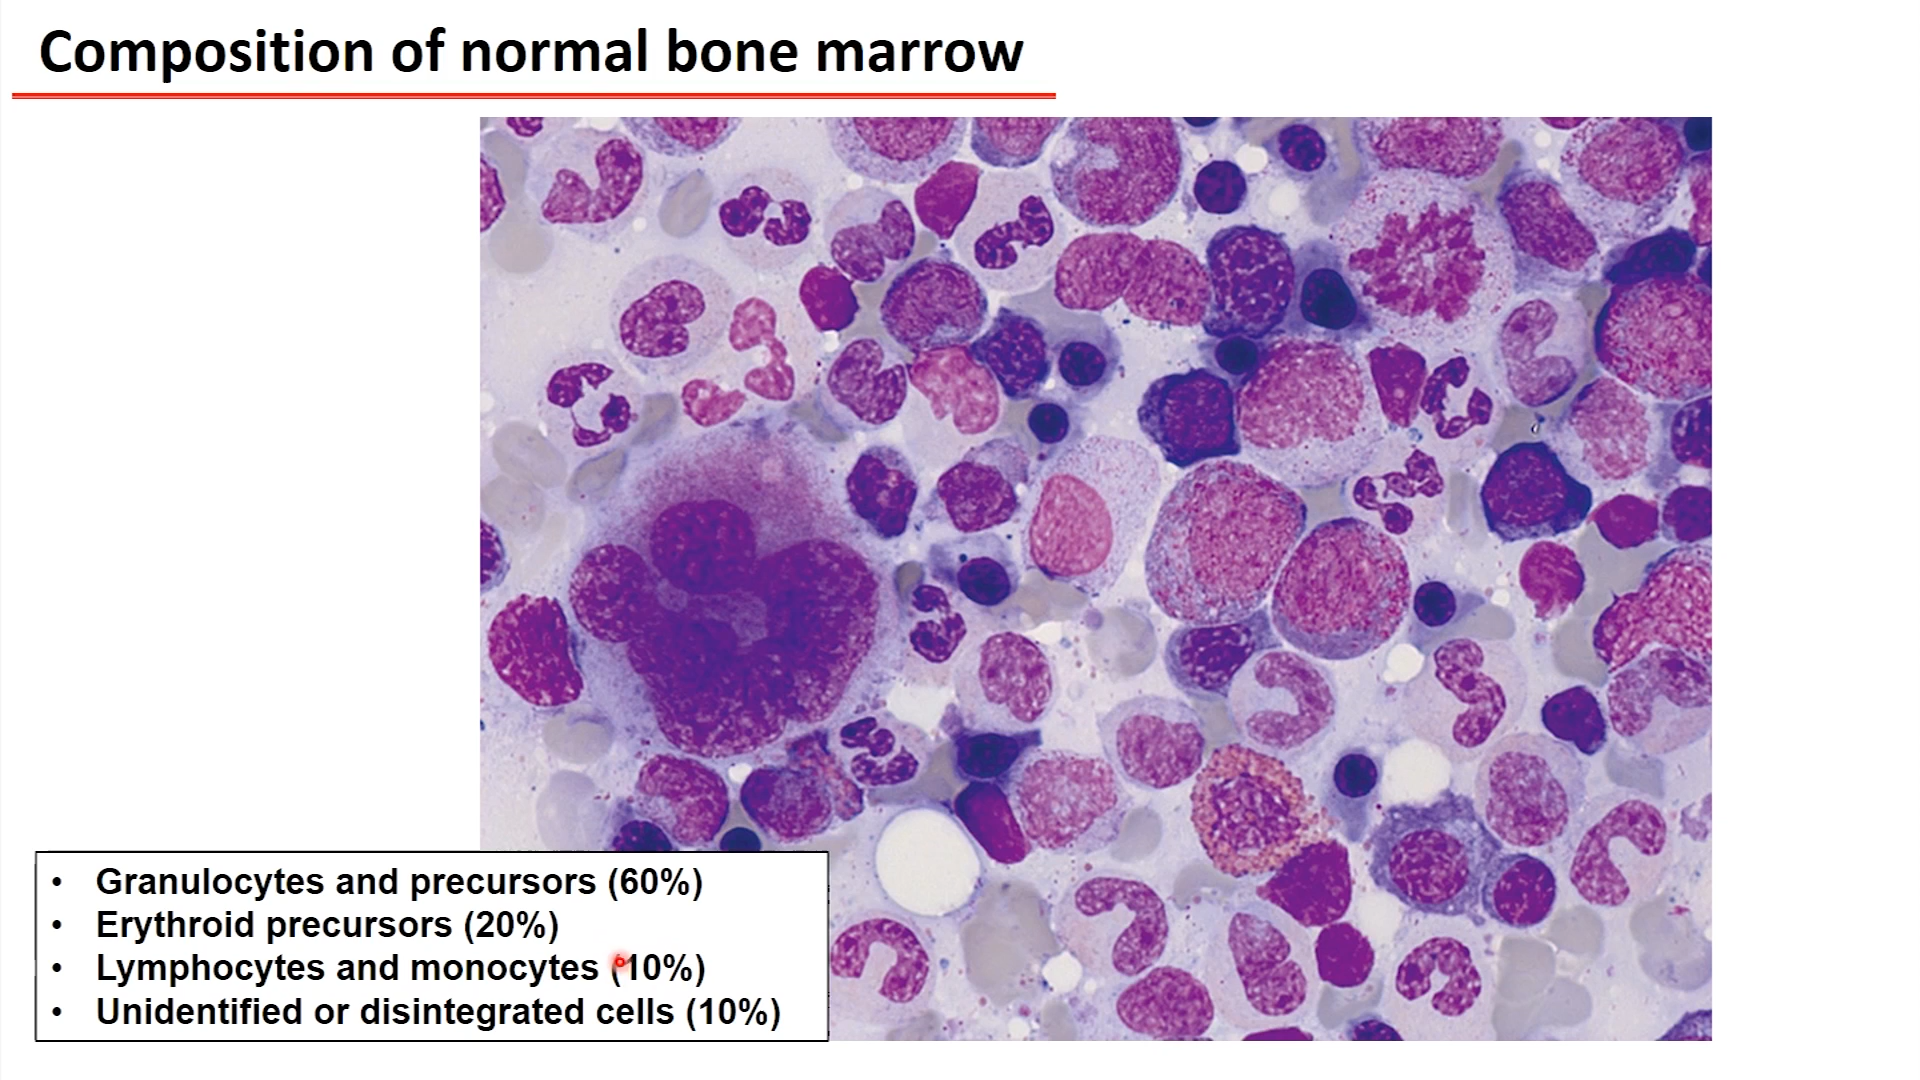 Composition of normal bone marrow
• Granulocytes and precursors (60%)
• Erythroid precursors (20%)
• Lymphocytes and monocytes (10%)
• Unidentified or disintegrated cells (10%)